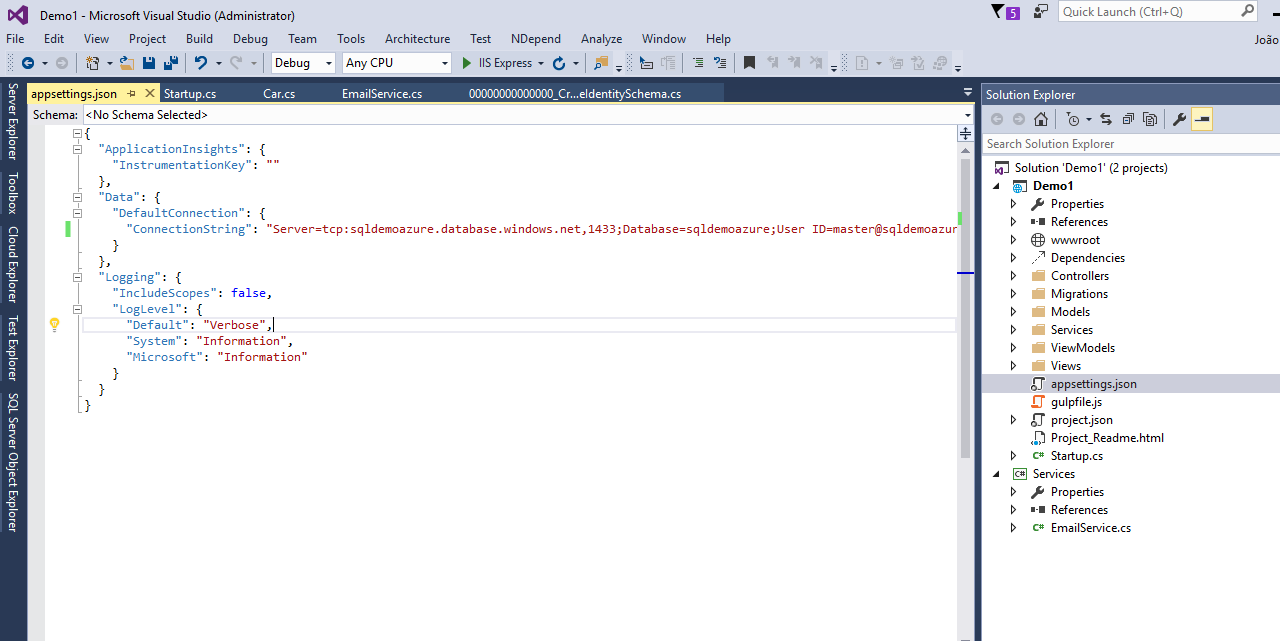 Demo1 - Microsoft Visual Studio (Administrator)
5
Quick Launch (Ctrl+Q)
File Edit View Project Build Debug Team Tools Architecture Test NDepend Analyze Window Help
João
Debug Any CPU IIS Express
Server Explorer
Toolbox
Cloud Explorer
Test Explorer
SQL Server Object Explorer
appsettings.json Startup.cs Car.cs EmailService.cs 00000000000000_Cr...eIdentitySchema.cs
Schema: <No Schema Selected>
{
"ApplicationInsights": {
"InstrumentationKey": ""
},
"Data": {
"DefaultConnection": {
"ConnectionString": "Server=tcp:sqldemoazure.database.windows.net,1433;Database=sqldemoazure;User ID=master@sqldemoazur
}
},
"Logging": {
"IncludeScopes": false,
"LogLevel": {
"Default": "Verbose",
"System": "Information",
"Microsoft": "Information"
}
}
}
Solution Explorer
Search Solution Explorer
Solution 'Demo1' (2 projects)
Demo1
Properties
References
wwwroot
Dependencies
Controllers
Migrations
Models
Services
ViewModels
Views
appsettings.json
gulpfile.js
project.json
Project_Readme.html
C# Startup.cs
C# Services
Properties
References
C# EmailService.cs